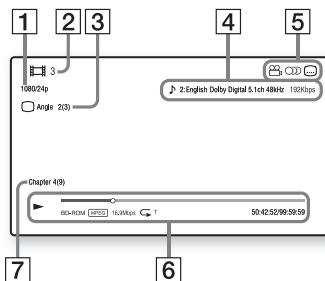 1 2 3 4 5
3
1080/24p
2:English Dolby Digital 5.1ch 48kHz 192Kbps
Angle 2(3)
Chapter 4(9)
BD-ROM MPEG 16.9Mbps T 50:42:52/99:59:59
7 6